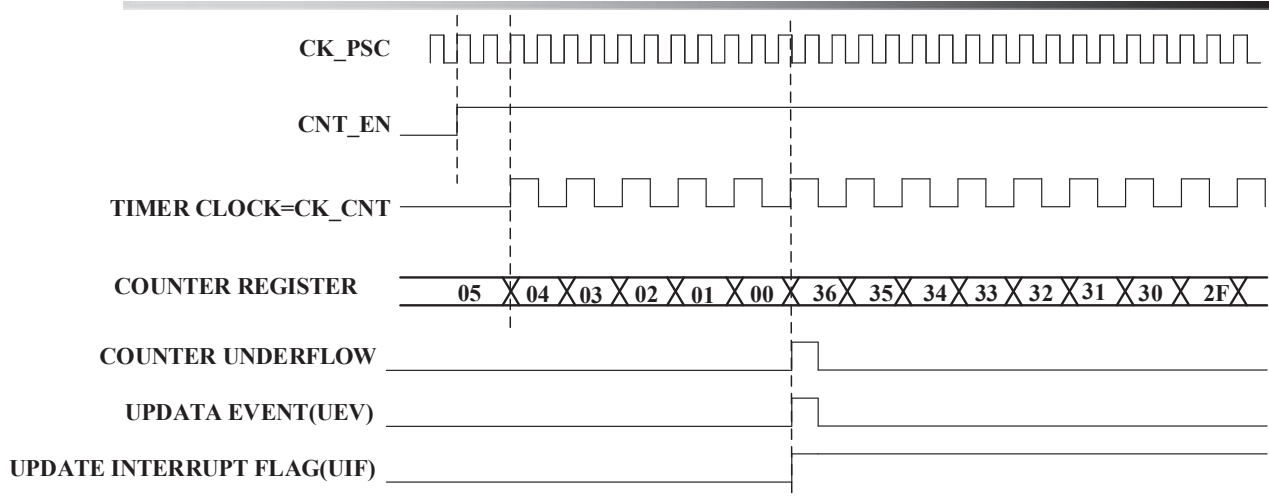 CK_PSC
CNT_EN
TIMER CLOCK=CK_CNT
COUNTER REGISTER 05 04 03 02 01 00 36 35 34 33 32 31 30 2F
COUNTER UNDERFLOW
UPDATA EVENT(UEV)
UPDATE INTERRUPT FLAG(UIF)